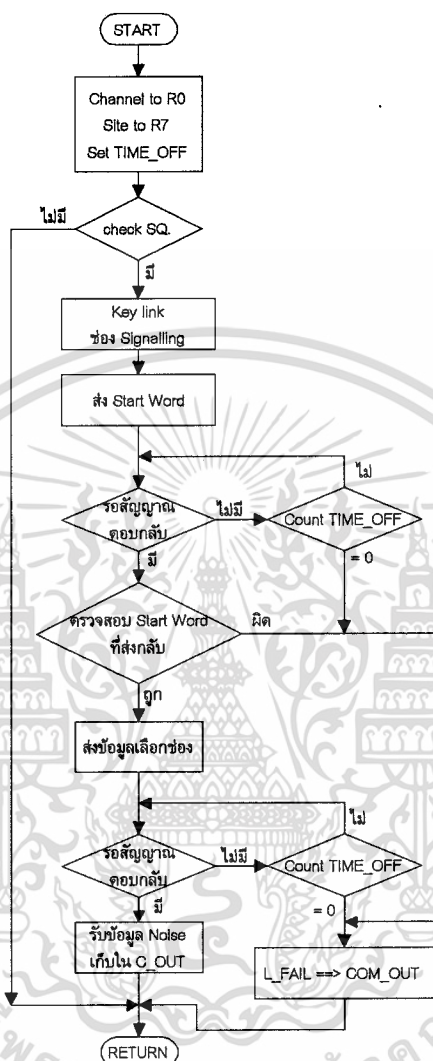 START
Channel to R0
Site to R7
Set TIME_OFF
ไม่มี
check SQ.
มี
Key link
ช่อง Signalling
ส่ง Start Word
ไม่
รอสัญญาณ
ตอบกลับ
ไม่มี
Count TIME_OFF
มี
= 0
ตรวจสอบ Start Word
ที่ส่งกลับ
ผิด
ถูก
ส่งข้อมูลเลือกช่อง
ไม่
รอสัญญาณ
ตอบกลับ
ไม่มี
Count TIME_OFF
มี
= 0
รับข้อมูล Noise
เก็บใน C_OUT
L_FAIL ==> COM_OUT
RETURN